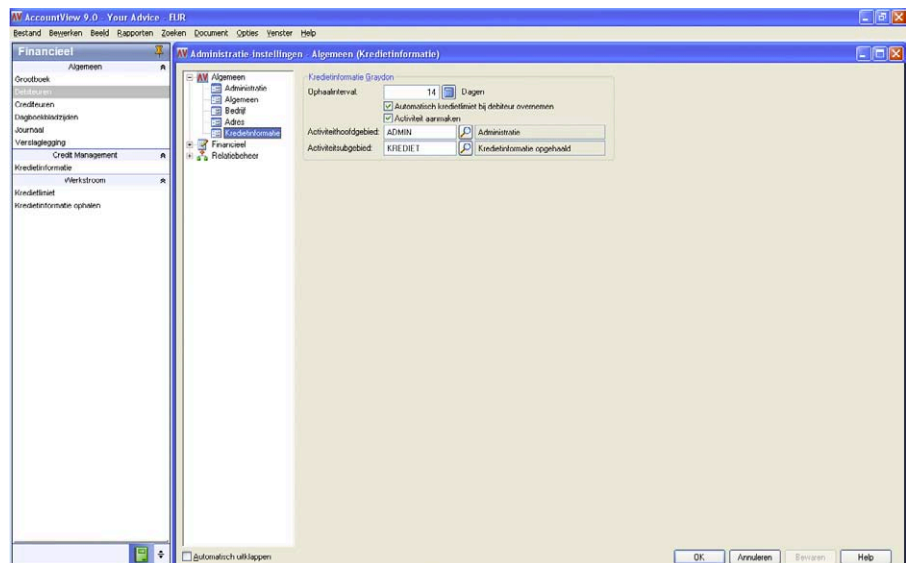 AccountView 9.0 - Your Advice - EUR
Bestand Bewerken Beeld Rapporten Zoeken Document Opties Venster Help
Financieel
Algemeen
Grootboek
Debiteuren
Crediteuren
Dagboekbladzijden
Journaal
Verslaglegging
Credit Management
Kredietinformatie
Werkstroom
Kredietlimiet
Kredietinformatie ophalen
Administratie-instellingen - Algemeen (Kredietinformatie)
Algemeen
Administratie
Algemeen
Bedrijf
Adres
Kredietinformatie
Financieel
Relatiebeheer
Kredietinformatie Graydon
Ophaalinterval: 14 Dagen
Automatisch kredietlimiet bij debiteur overnemen
Activiteit aanmaken
Activiteithoofdgebied: ADMIN Administratie
Activiteitsubgebied: KREDIET Kredietinformatie opgehaald
Automatisch uitklappen
OK Annuleren Bewaren Help